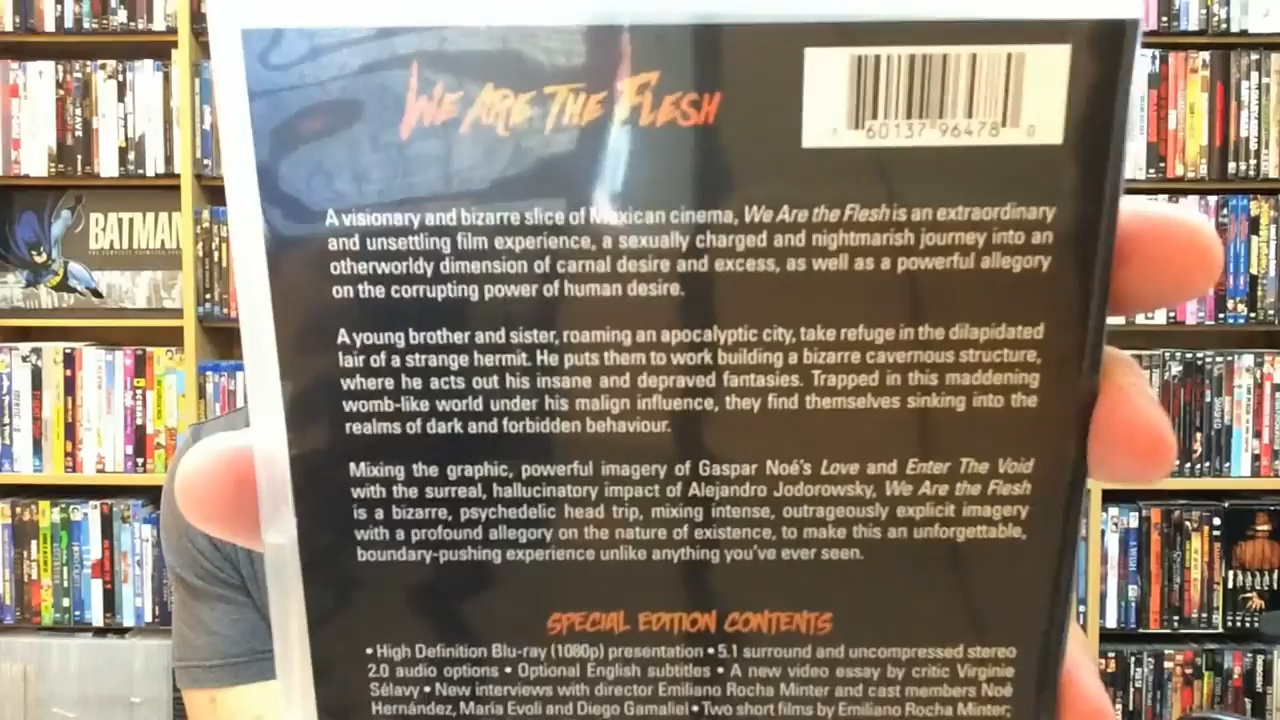 WE ARE THE FLESH
7 60137 96478 0
A visionary and bizarre slice of Mexican cinema, We Are the Flesh is an extraordinary
and unsettling film experience, a sexually charged and nightmarish journey into an
otherworldy dimension of carnal desire and excess, as well as a powerful allegory
on the corrupting power of human desire.
A young brother and sister, roaming an apocalyptic city, take refuge in the dilapidated
lair of a strange hermit. He puts them to work building a bizarre cavernous structure,
where he acts out his insane and depraved fantasies. Trapped in this maddening
womb-like world under his malign influence, they find themselves sinking into the
realms of dark and forbidden behaviour.
Mixing the graphic, powerful imagery of Gaspar Noé's Love and Enter The Void
with the surreal, hallucinatory impact of Alejandro Jodorowsky, We Are the Flesh
is a bizarre, psychedelic head trip, mixing intense, outrageously explicit imagery
with a profound allegory on the nature of existence, to make this an unforgettable,
boundary-pushing experience unlike anything you've ever seen.
SPECIAL EDITION CONTENTS
• High Definition Blu-ray (1080p) presentation • 5.1 surround and uncompressed stereo
2.0 audio options • Optional English subtitles • A new video essay by critic Virginie
Sélavy • New interviews with director Emiliano Rocha Minter and cast members Noé
Hernández, María Evoli and Diego Gamaliel • Two short films by Emiliano Rocha Minter,
BATMAN